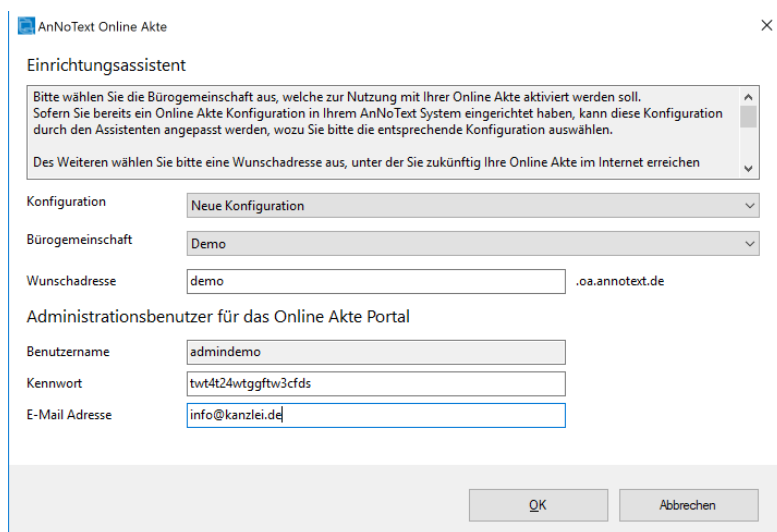 AnNoText Online Akte
Einrichtungsassistent
Bitte wählen Sie die Bürogemeinschaft aus, welche zur Nutzung mit Ihrer Online Akte aktiviert werden soll.
Sofern Sie bereits ein Online Akte Konfiguration in Ihrem AnNoText System eingerichtet haben, kann diese Konfiguration
durch den Assistenten angepasst werden, wozu Sie bitte die entsprechende Konfiguration auswählen.
Des Weiteren wählen Sie bitte eine Wunschadresse aus, unter der Sie zukünftig Ihre Online Akte im Internet erreichen
Konfiguration Neue Konfiguration
Bürogemeinschaft Demo
Wunschadresse demo .oa.annotext.de
Administrationsbenutzer für das Online Akte Portal
Benutzername admindemo
Kennwort twt4t24wtggftw3cfds
E-Mail Adresse info@kanzlei.de
OK Abbrechen